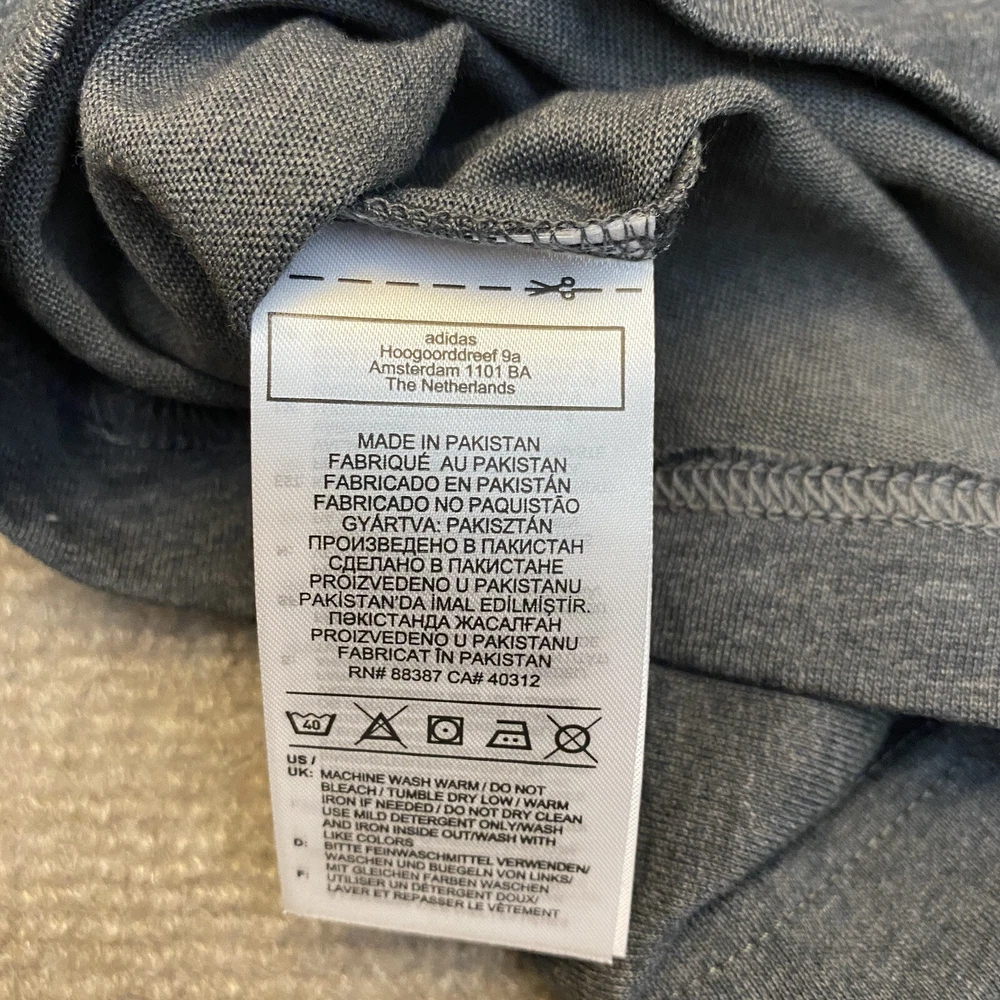 adidas
Hoogoorddreef 9a
Amsterdam 1101 BA
The Netherlands
MADE IN PAKISTAN
FABRIQUÉ AU PAKISTAN
FABRICADO EN PAKISTÁN
FABRICADO NO PAQUISTÃO
GYÁRTVA: PAKISZTÁN
ПРОИЗВЕДЕНО В ПАКИСТАН
СДЕЛАНО В ПАКИСТАНЕ
PROIZVEDENO U PAKISTANU
PAKİSTAN'DA İMAL EDİLMİŞTİR.
ПӘКІСТАНДА ЖАСАЛҒАН
PROIZVEDENO U PAKISTANU
FABRICAT ÎN PAKISTAN
RN# 88387 CA# 40312
40
US /
UK: MACHINE WASH WARM / DO NOT
BLEACH / TUMBLE DRY LOW / WARM
IRON IF NEEDED / DO NOT DRY CLEAN
USE MILD DETERGENT ONLY/WASH
AND IRON INSIDE OUT/WASH WITH
LIKE COLORS
D: BITTE FEINWASCHMITTEL VERWENDEN/
WASCHEN UND BUEGELN VON LINKS/
MIT GLEICHEN FARBEN WASCHEN
F: UTILISER UN DÉTERGENT DOUX/
LAVER ET REPASSER LE VÊTEMENT